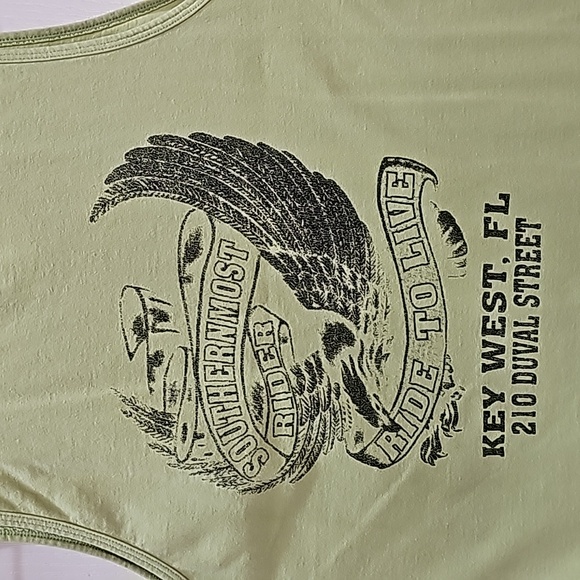 SOUTHERNMOST
RIDER
RIDE TO LIVE
KEY WEST, FL
210 DUVAL STREET